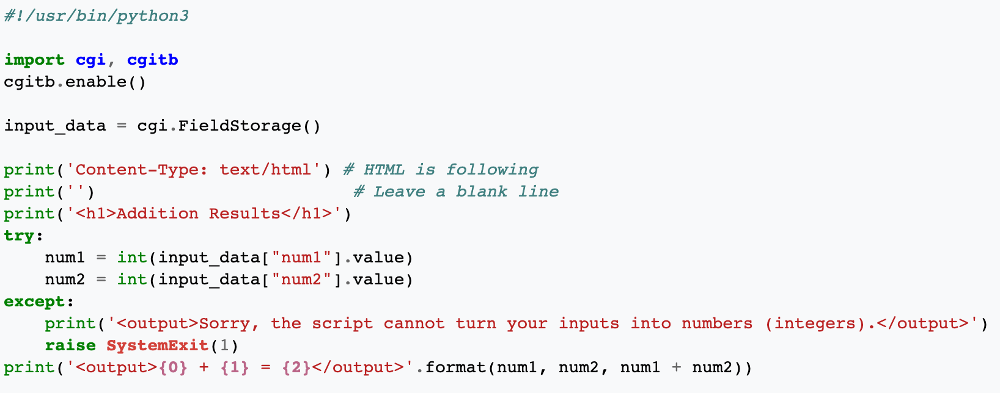 #!/usr/bin/python3
import cgi, cgitb
cgitb.enable()
input_data = cgi.FieldStorage()
print('Content-Type: text/html') # HTML is following
print('')                         # Leave a blank line
print('<h1>Addition Results</h1>')
try:
    num1 = int(input_data["num1"].value)
    num2 = int(input_data["num2"].value)
except:
    print('<output>Sorry, the script cannot turn your inputs into numbers (integers).</output>')
    raise SystemExit(1)
print('<output>{0} + {1} = {2}</output>'.format(num1, num2, num1 + num2))